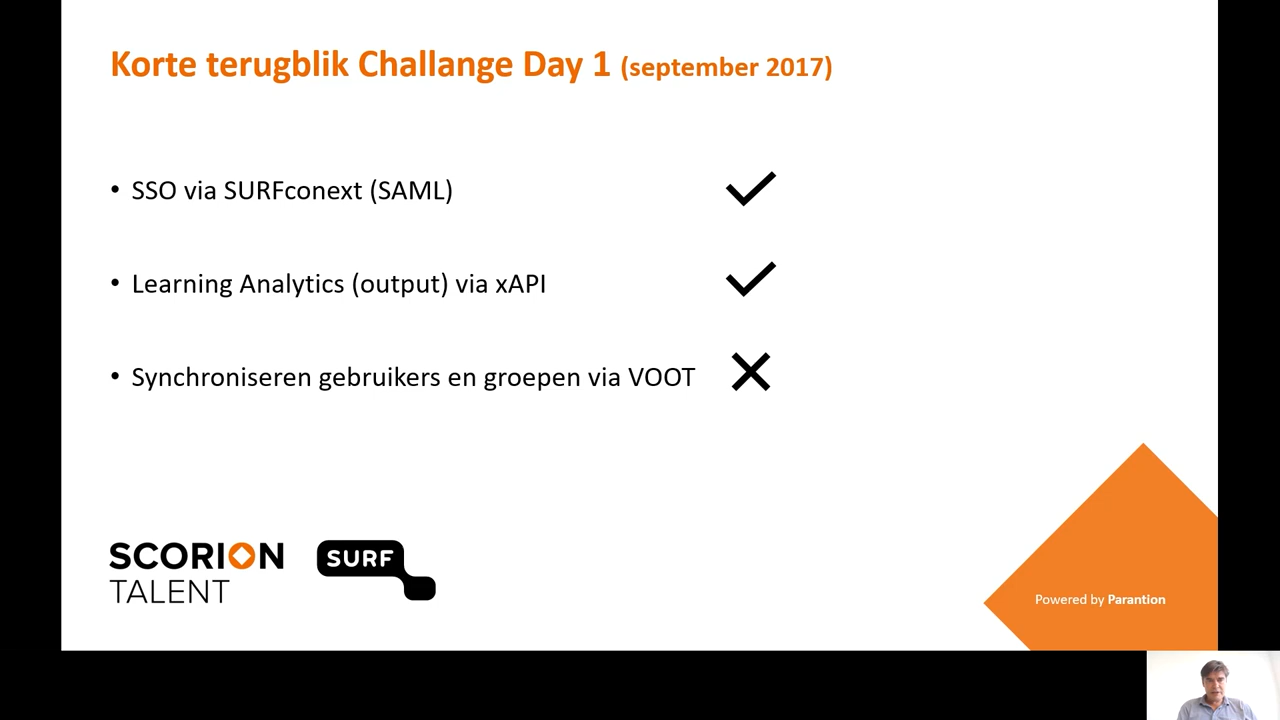 Korte terugblik Challange Day 1 (september 2017)
• SSO via SURFconext (SAML)
• Learning Analytics (output) via xAPI
• Synchroniseren gebruikers en groepen via VOOT
SCORION
TALENT
SURF
Powered by Parantion